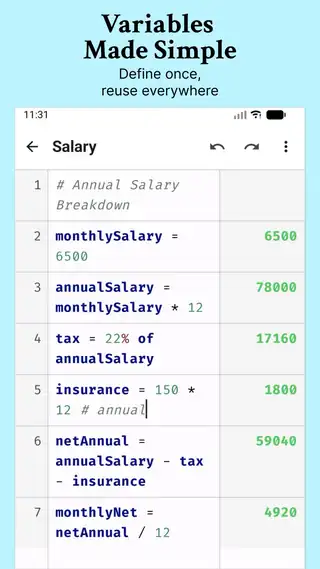 Variables
Made Simple
Define once,
reuse everywhere
11:31
Salary
1 # Annual Salary
Breakdown
2 monthlySalary = 6500
6500
3 annualSalary = 78000
monthlySalary * 12
4 tax = 22% of 17160
annualSalary
5 insurance = 150 * 1800
12 # annual
6 netAnnual = 59040
annualSalary - tax
- insurance
7 monthlyNet = 4920
netAnnual / 12